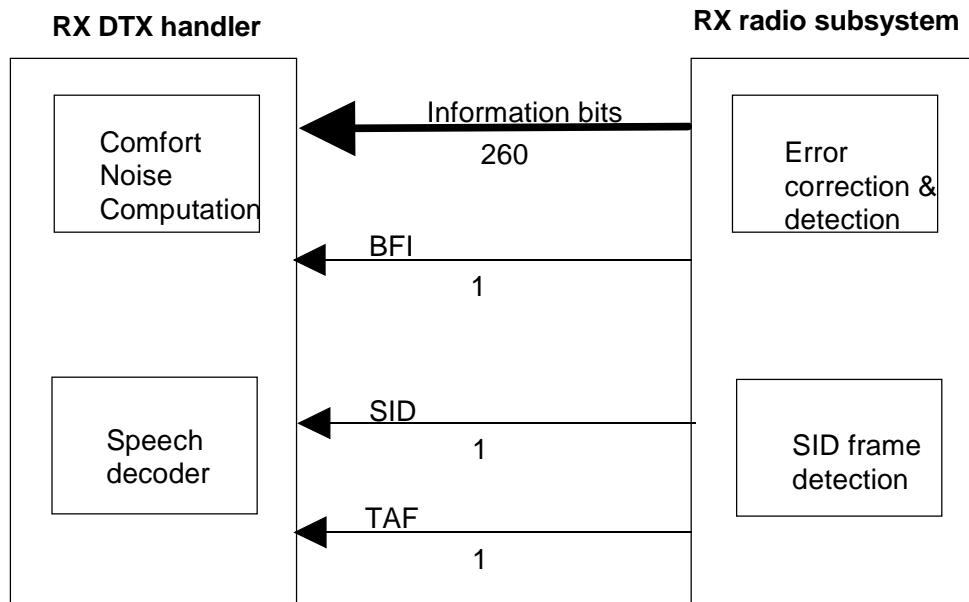 RX DTX handler
RX radio subsystem
Comfort
Noise
Computation
Information bits
260
Error
correction &
detection
BFI
1
Speech
decoder
SID
1
SID frame
detection
TAF
1